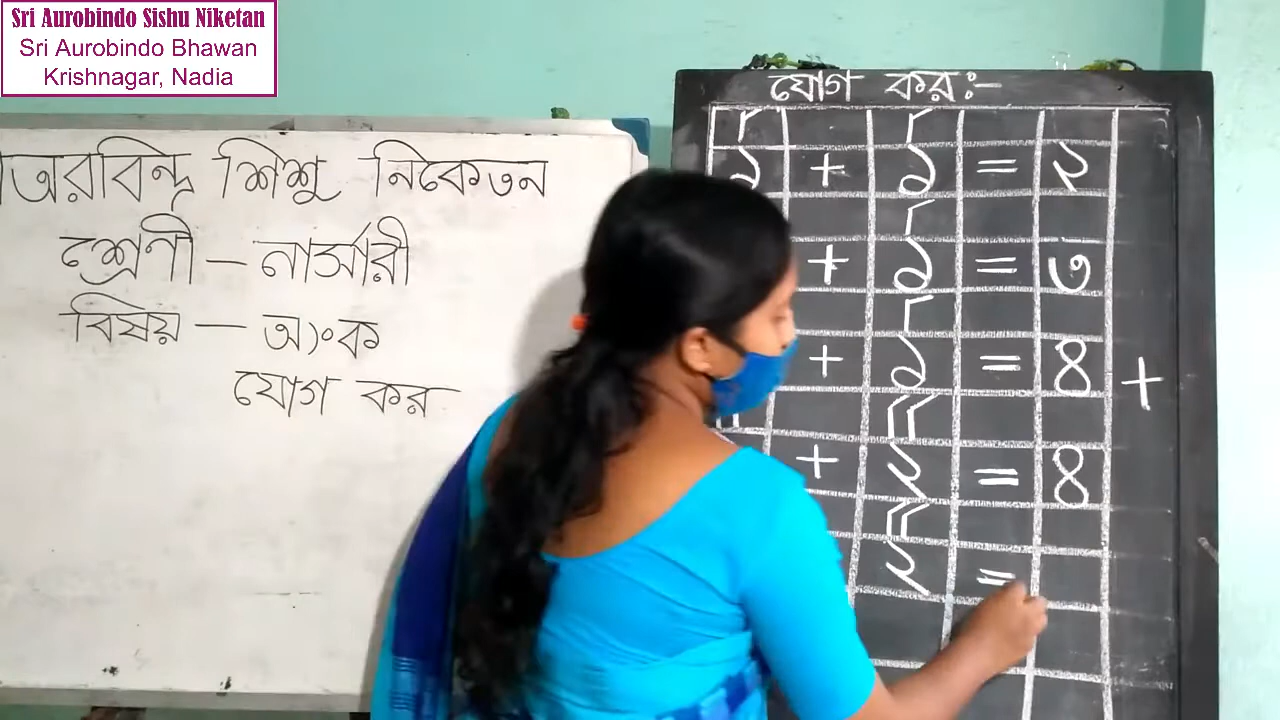 Sri Aurobindo Sishu Niketan
Sri Aurobindo Bhawan
Krishnagar, Nadia
অরবিন্দ্র শিশু নিকেতন
শ্রেণী – নার্সারী
বিষয় – অংক
যোগ কর
যোগ কর:-
১ + ১ = ২
+ ১ = ৩
+ ১ = ৪
+
+ ২ = ৪
২ =